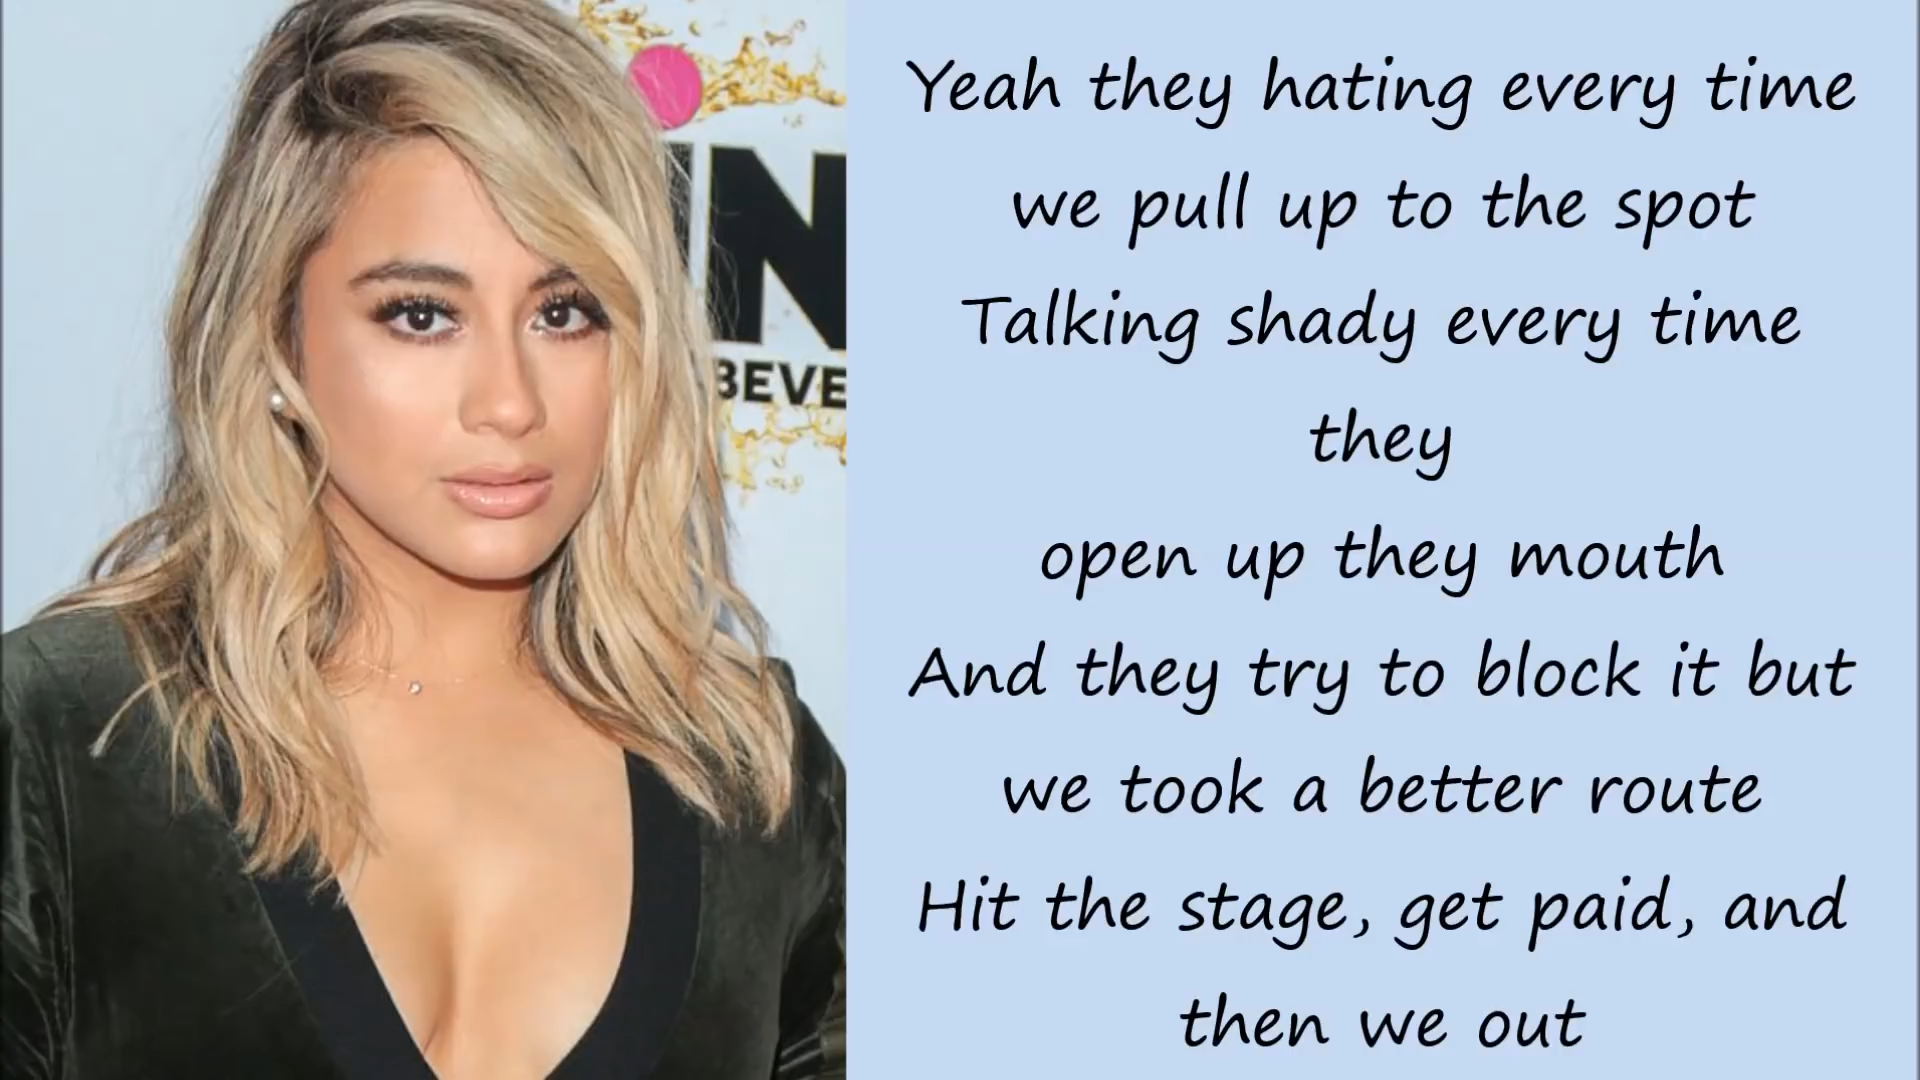 N
BEVE
Yeah they hating every time
we pull up to the spot
Talking shady every time
they
open up they mouth
And they try to block it but
we took a better route
Hit the stage, get paid, and
then we out